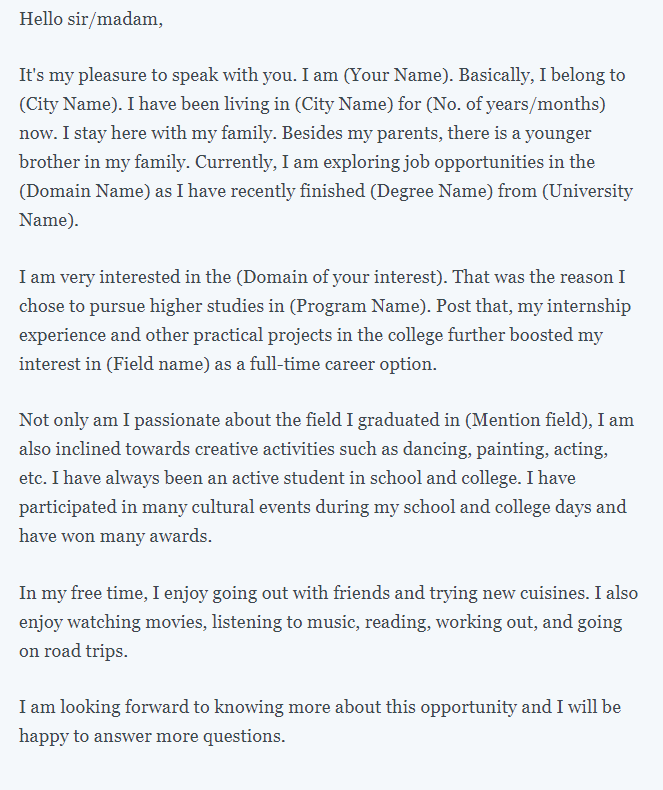 Hello sir/madam,
It's my pleasure to speak with you. I am (Your Name). Basically, I belong to
(City Name). I have been living in (City Name) for (No. of years/months)
now. I stay here with my family. Besides my parents, there is a younger
brother in my family. Currently, I am exploring job opportunities in the
(Domain Name) as I have recently finished (Degree Name) from (University
Name).
I am very interested in the (Domain of your interest). That was the reason I
chose to pursue higher studies in (Program Name). Post that, my internship
experience and other practical projects in the college further boosted my
interest in (Field name) as a full-time career option.
Not only am I passionate about the field I graduated in (Mention field), I am
also inclined towards creative activities such as dancing, painting, acting,
etc. I have always been an active student in school and college. I have
participated in many cultural events during my school and college days and
have won many awards.
In my free time, I enjoy going out with friends and trying new cuisines. I also
enjoy watching movies, listening to music, reading, working out, and going
on road trips.
I am looking forward to knowing more about this opportunity and I will be
happy to answer more questions.